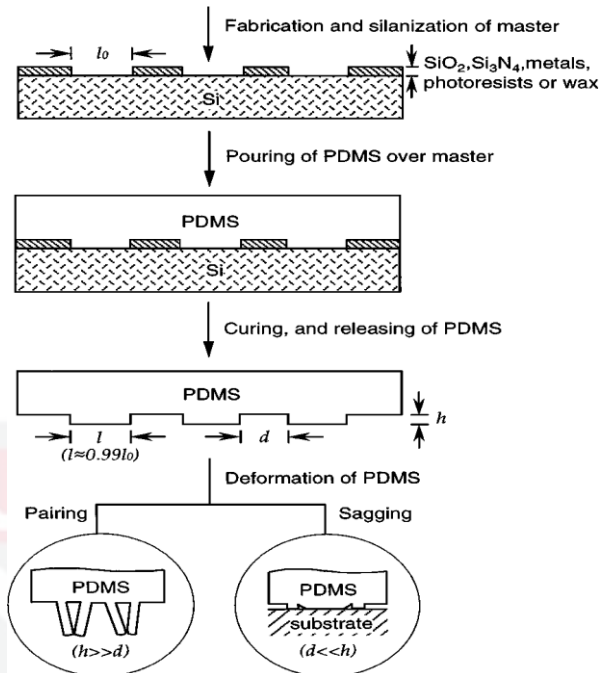 Fabrication and silanization of master
l₀
SiO₂,Si₃N₄,metals,
photoresists or wax
Si
Pouring of PDMS over master
PDMS
Si
Curing, and releasing of PDMS
PDMS
h
l
d
(l≈0.99l₀)
Deformation of PDMS
Pairing
Sagging
PDMS
(h>>d)
PDMS
substrate
(d<<h)